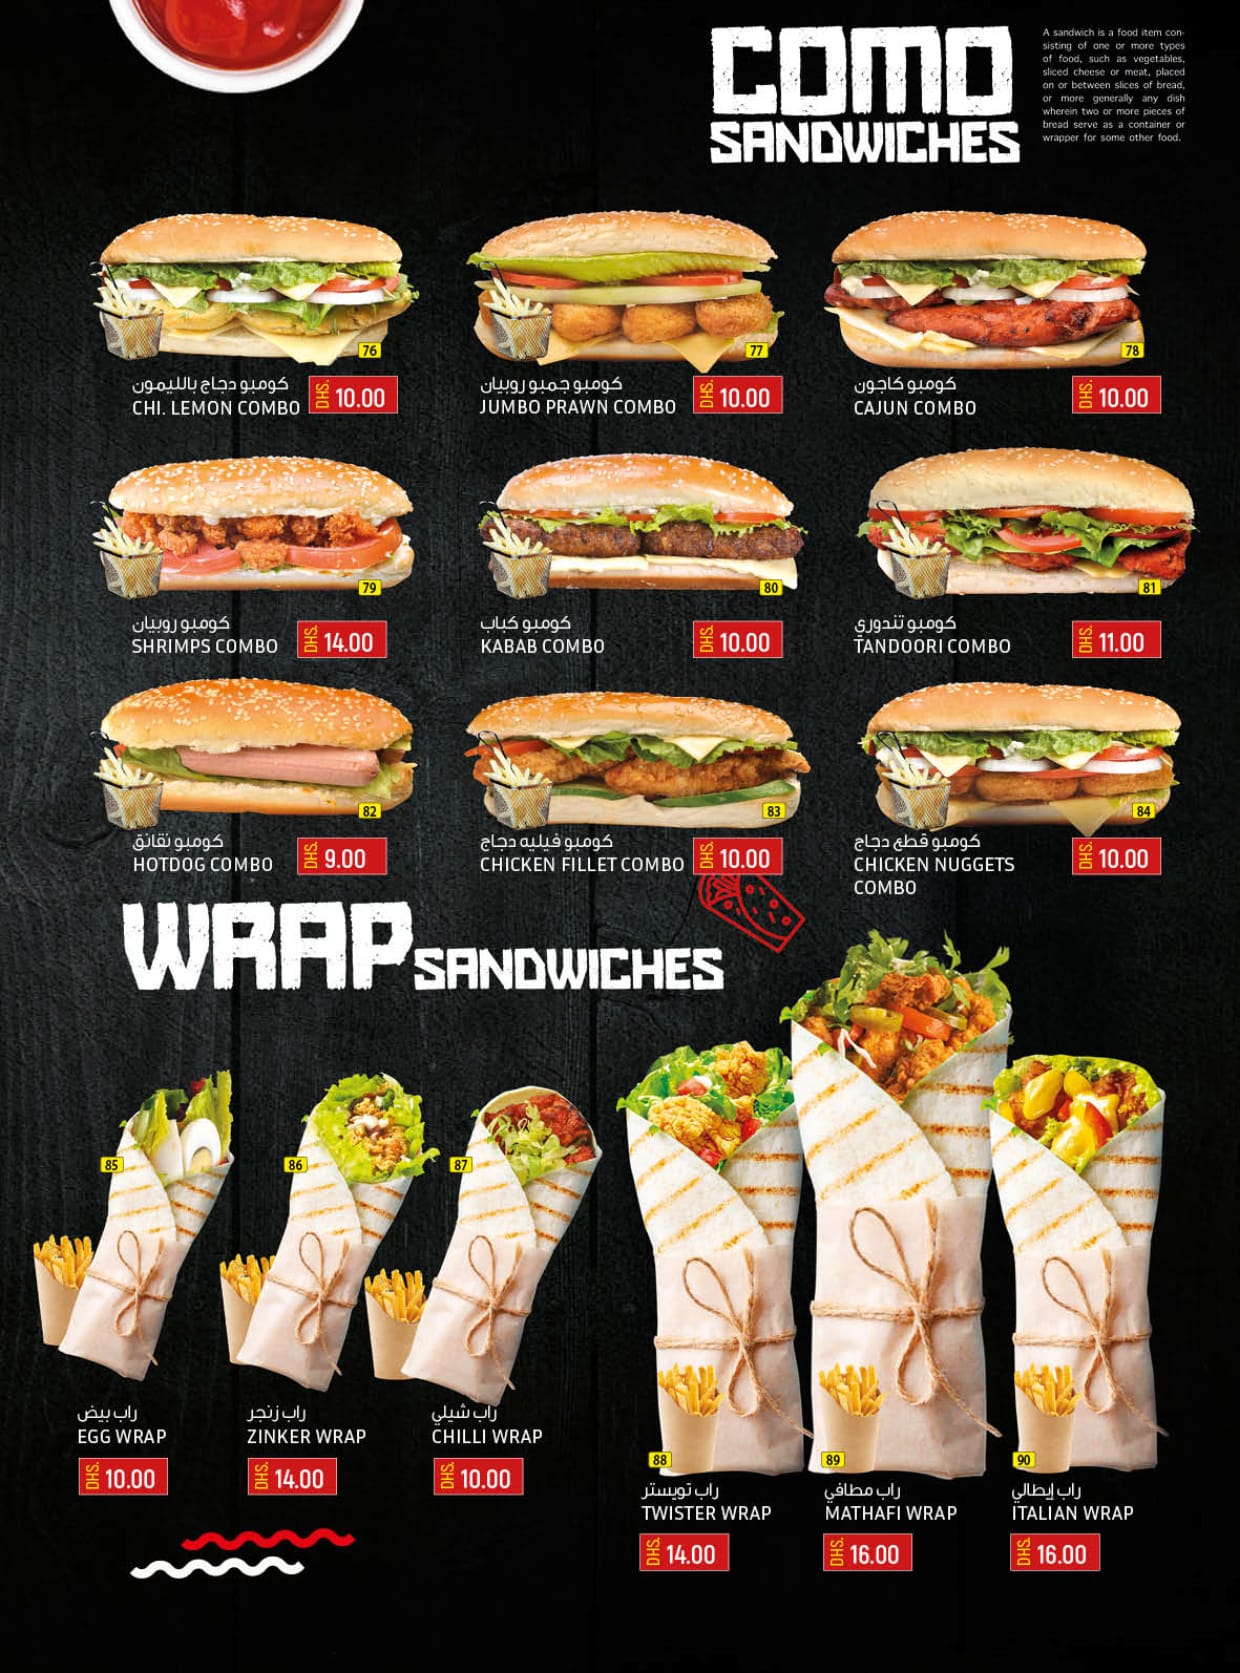 COMO
SANDWICHES
A sandwich is a food item con-
sisting of one or more types
of food, such as vegetables,
sliced cheese or meat, placed
on or between slices of bread,
or more generally any dish
wherein two or more pieces of
bread serve as a container or
wrapper for some other food.
76
كومبو دجاج بالليمون
CHI. LEMON COMBO
DHS. 10.00
77
كومبو جمبو روبيان
JUMBO PRAWN COMBO
DHS. 10.00
78
كومبو كاجون
CAJUN COMBO
DHS. 10.00
79
كومبو روبيان
SHRIMPS COMBO
DHS. 14.00
80
كومبو كباب
KABAB COMBO
DHS. 10.00
81
كومبو تندوري
TANDOORI COMBO
DHS. 11.00
82
كومبو نقانق
HOTDOG COMBO
DHS. 9.00
83
كومبو فيليه دجاج
CHICKEN FILLET COMBO
DHS. 10.00
84
كومبو قطع دجاج
CHICKEN NUGGETS
COMBO
DHS. 10.00
WRAP SANDWICHES
85
راب بيض
EGG WRAP
DHS. 10.00
86
راب زنجر
ZINKER WRAP
DHS. 14.00
87
راب شيلي
CHILLI WRAP
DHS. 10.00
88
راب تويستر
TWISTER WRAP
DHS. 14.00
89
راب مطافي
MATHAFI WRAP
DHS. 16.00
90
راب إيطالي
ITALIAN WRAP
DHS. 16.00